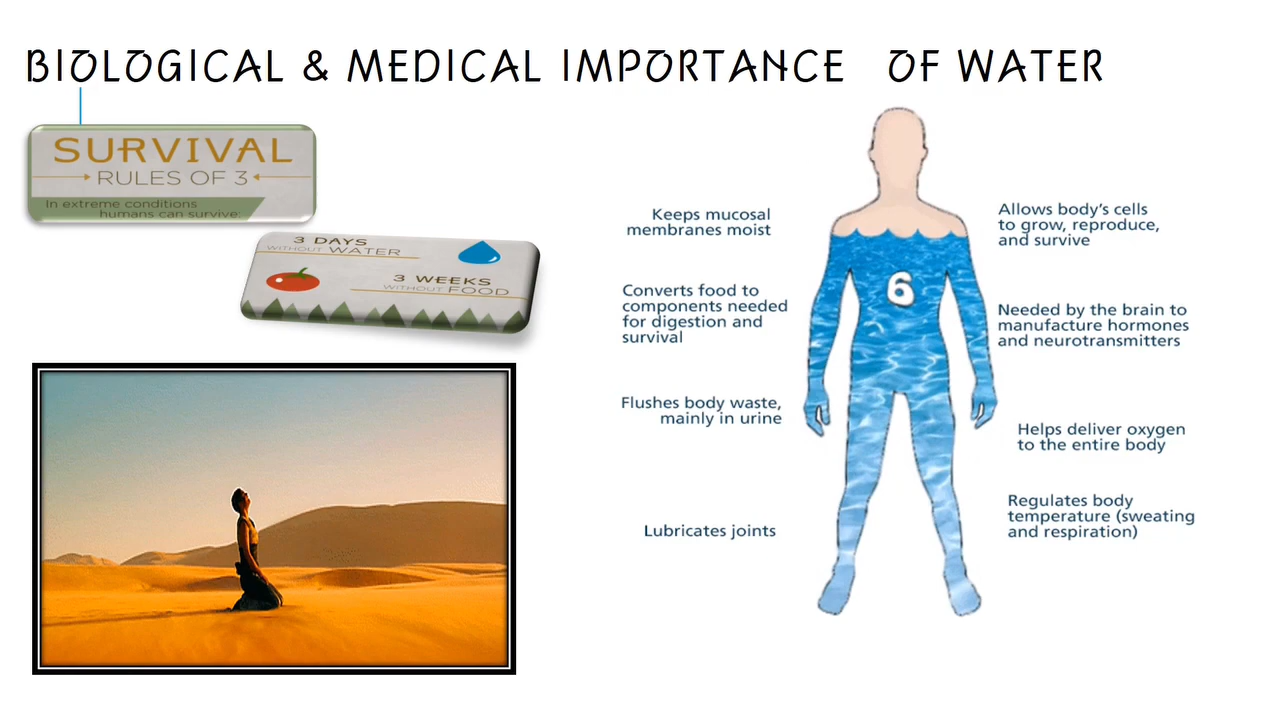 BIOLOGICAL & MEDICAL IMPORTANCE OF WATER
SURVIVAL
RULES OF 3
In extreme conditions
humans can survive:
3 DAYS
WITHOUT WATER
3 WEEKS
WITHOUT FOOD
Keeps mucosal
membranes moist
Converts food to
components needed
for digestion and
survival
Flushes body waste,
mainly in urine
Lubricates joints
6
Allows body's cells
to grow, reproduce,
and survive
Needed by the brain to
manufacture hormones
and neurotransmitters
Helps deliver oxygen
to the entire body
Regulates body
temperature (sweating
and respiration)